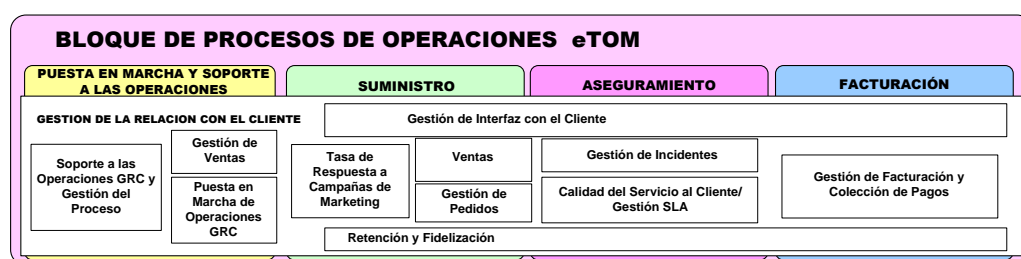 BLOQUE DE PROCESOS DE OPERACIONES eTOM
PUESTA EN MARCHA Y SOPORTE
A LAS OPERACIONES
SUMINISTRO
ASEGURAMIENTO
FACTURACIÓN
GESTION DE LA RELACION CON EL CLIENTE
Gestión de Interfaz con el Cliente
Soporte a las
Operaciones GRC y
Gestión del
Proceso
Gestión de
Ventas
Puesta en
Marcha de
Operaciones
GRC
Tasa de
Respuesta a
Campañas de
Marketing
Ventas
Gestión de
Pedidos
Gestión de Incidentes
Calidad del Servicio al Cliente/
Gestión SLA
Gestión de Facturación y
Colección de Pagos
Retención y Fidelización